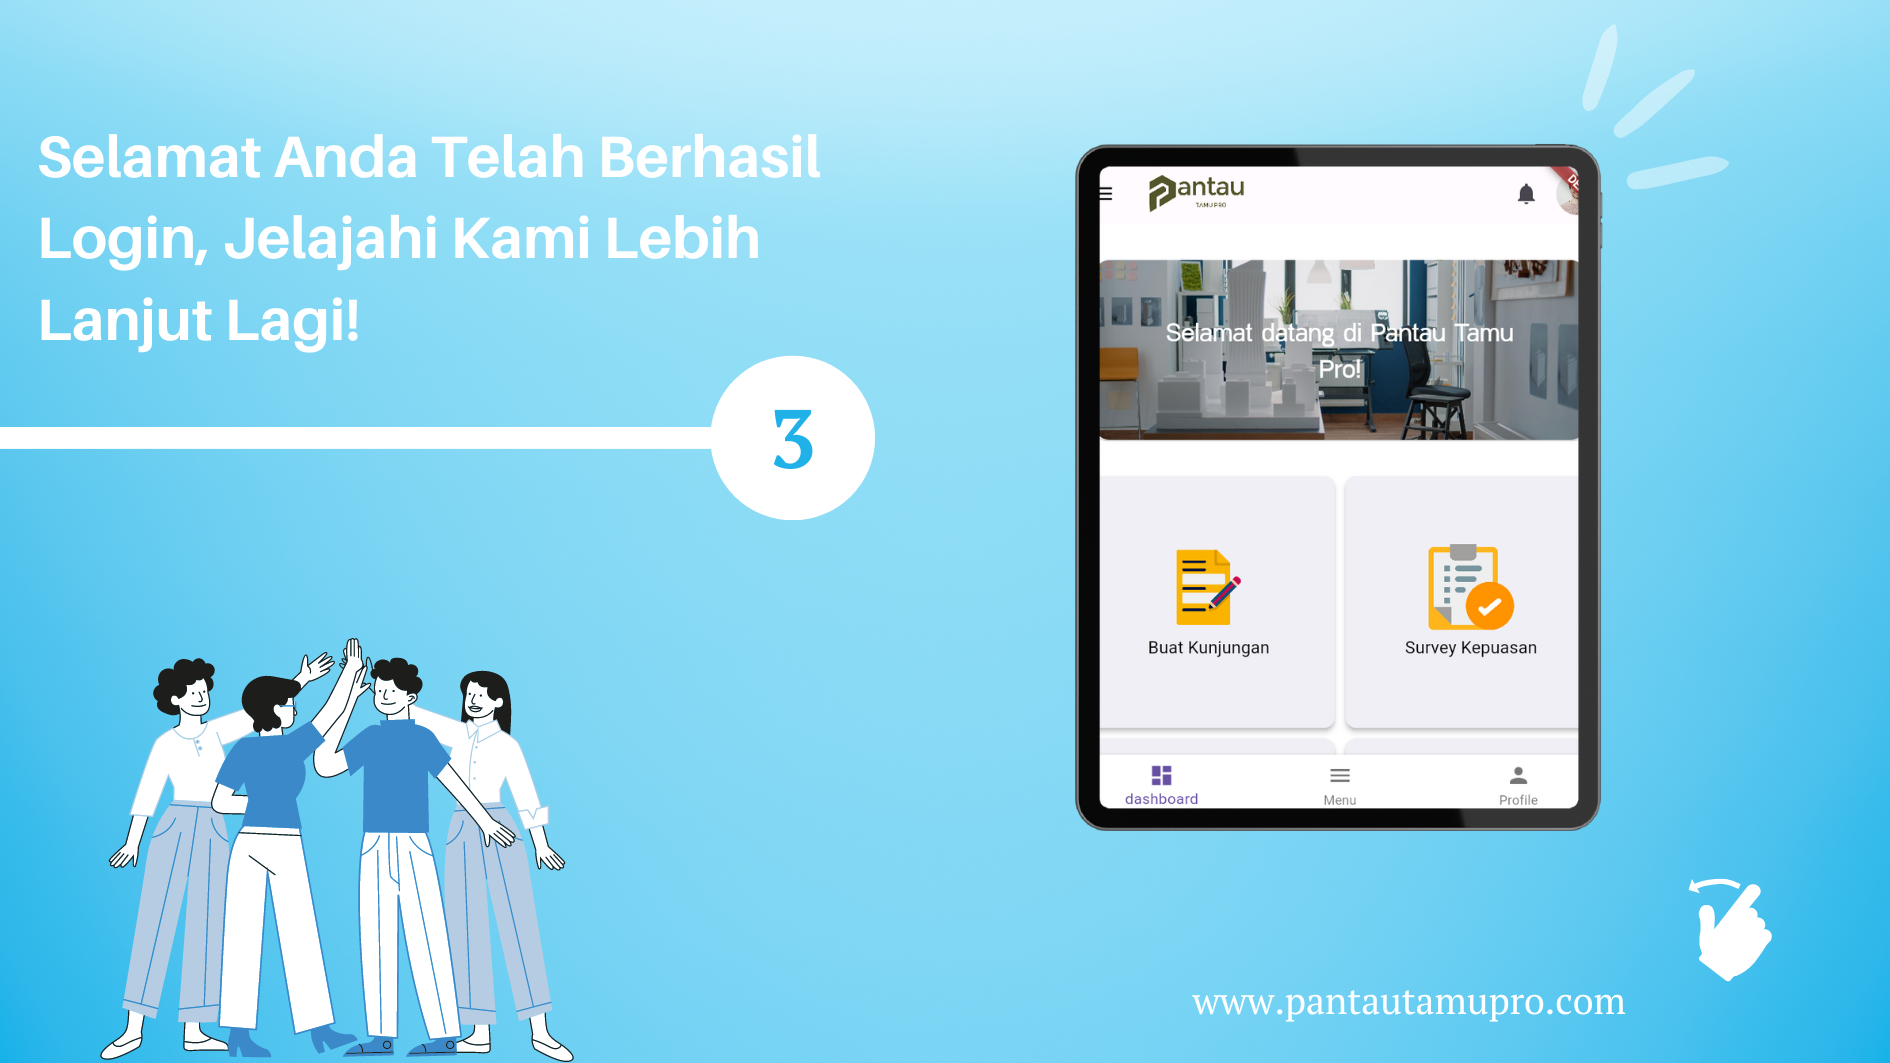 Selamat Anda Telah Berhasil
Login, Jelajahi Kami Lebih
Lanjut Lagi!
3
Pantau
TAMU PRO
Selamat datang di Pantau Tamu
Pro!
Buat Kunjungan
Survey Kepuasan
dashboard
Menu
Profile
www.pantautamupro.com